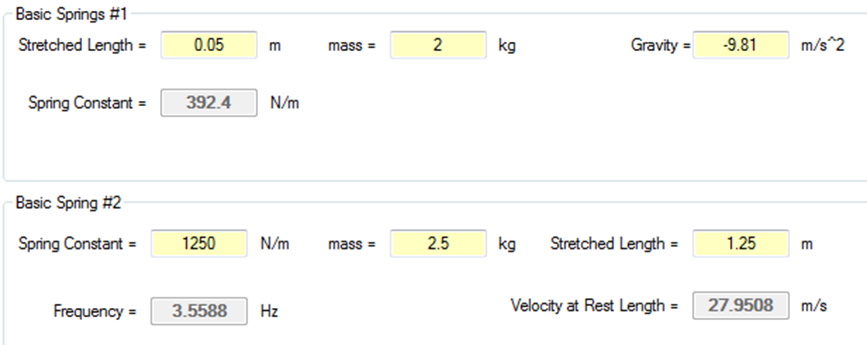 Basic Springs #1
Stretched Length = 0.05 m mass = 2 kg Gravity = -9.81 m/s^2
Spring Constant = 392.4 N/m
Basic Spring #2
Spring Constant = 1250 N/m mass = 2.5 kg Stretched Length = 1.25 m
Frequency = 3.5588 Hz Velocity at Rest Length = 27.9508 m/s